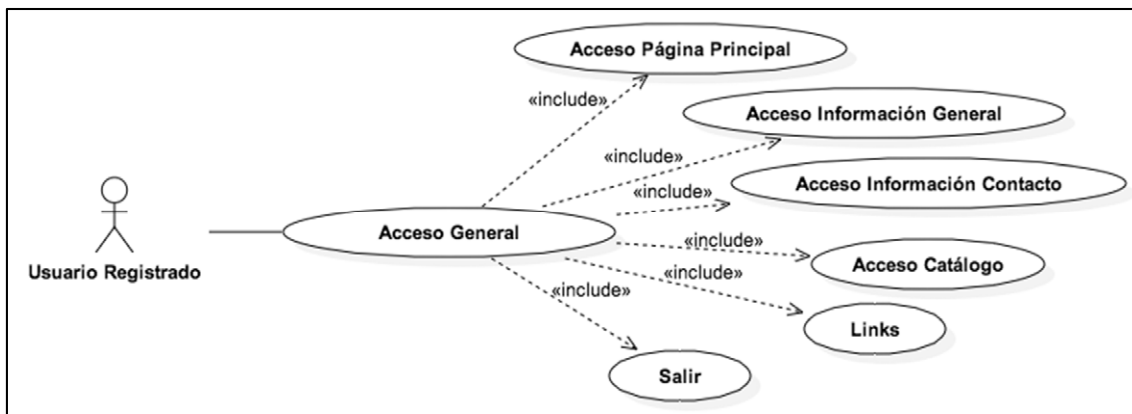 Acceso Página Principal
«include»
Acceso Información General
«include»
Acceso Información Contacto
«include»
Acceso General
Usuario Registrado
«include»
Acceso Catálogo
«include»
«include»
Links
Salir